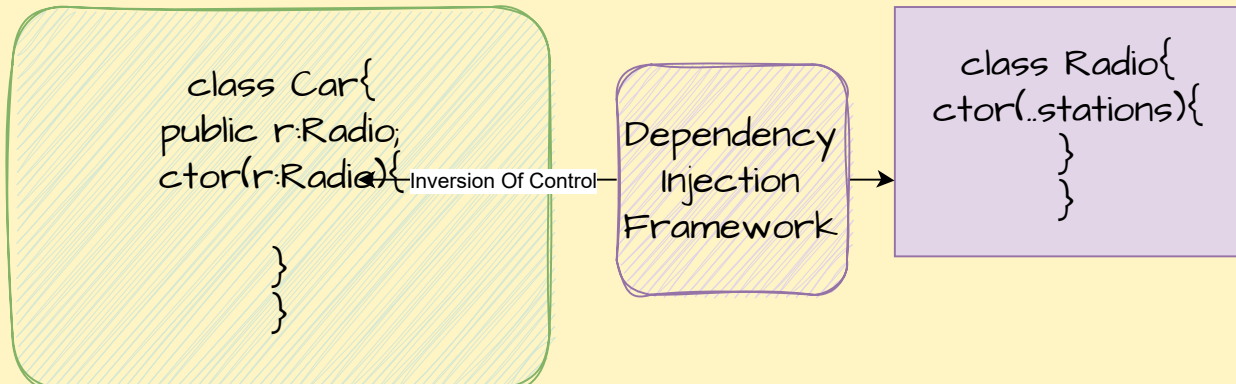 class Car{
public r:Radio;
ctor(r:Radio){
}
}
Inversion Of Control
Dependency
Injection
Framework
class Radio{
ctor(..stations){
}
}